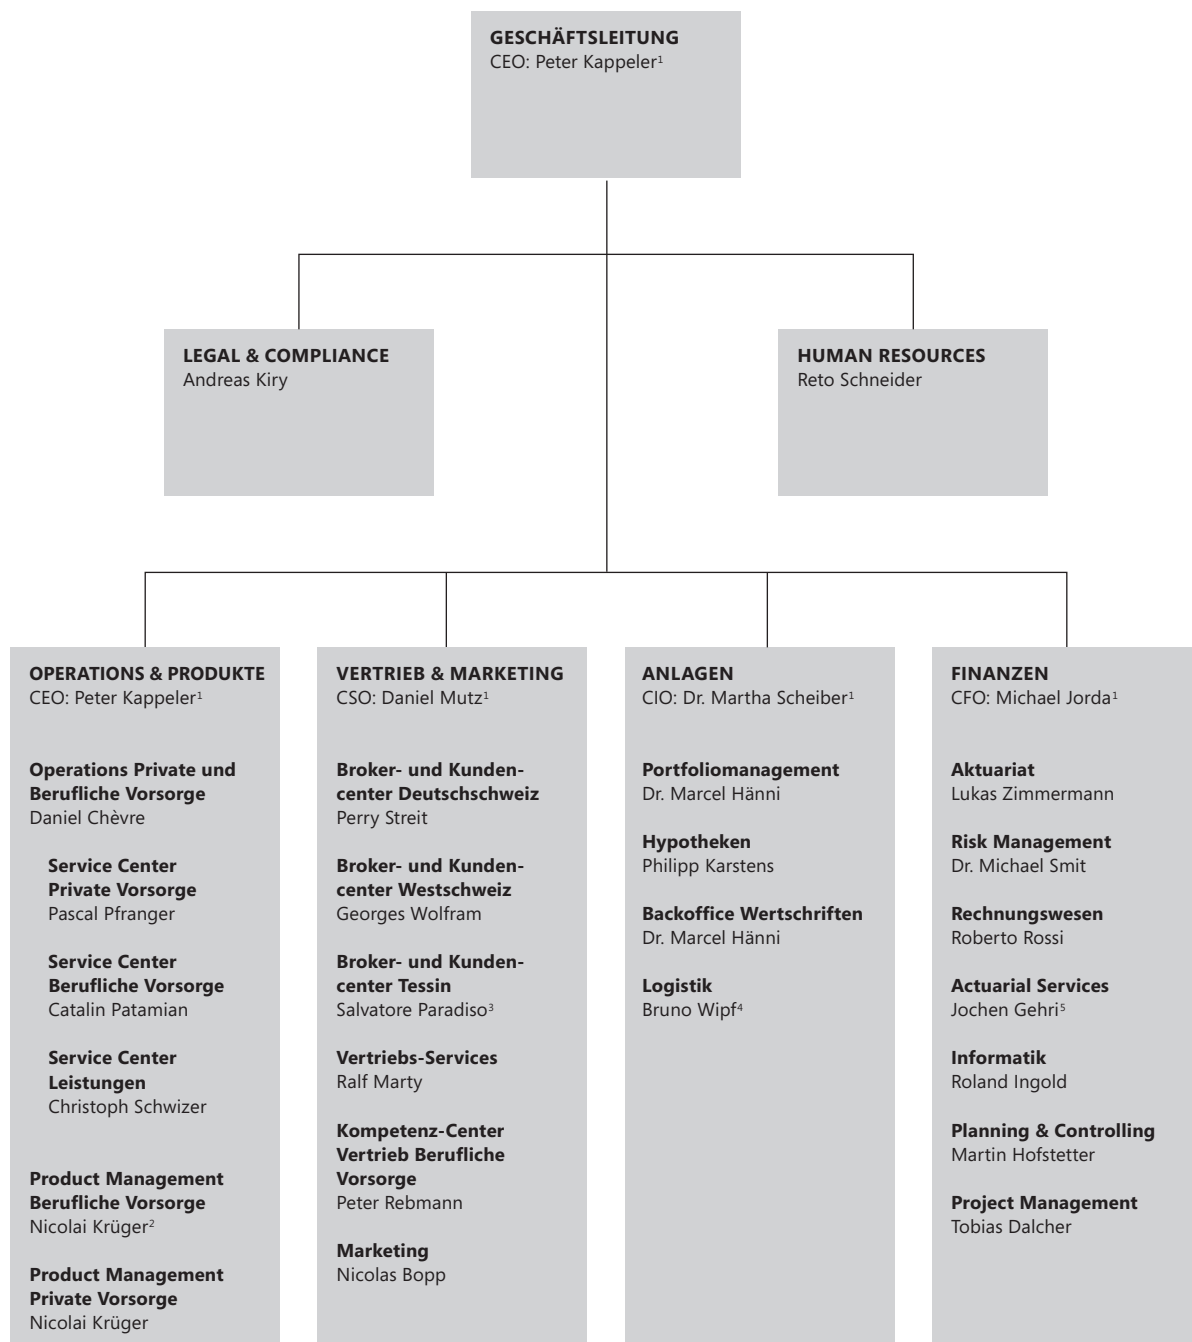 GESCHÄFTSLEITUNG
CEO: Peter Kappeler¹
LEGAL & COMPLIANCE
Andreas Kiry
HUMAN RESOURCES
Reto Schneider
OPERATIONS & PRODUKTE
CEO: Peter Kappeler¹
Operations Private und
Berufliche Vorsorge
Daniel Chèvre
Service Center
Private Vorsorge
Pascal Pfranger
Service Center
Berufliche Vorsorge
Catalin Patamian
Service Center
Leistungen
Christoph Schwizer
Product Management
Berufliche Vorsorge
Nicolai Krüger²
Product Management
Private Vorsorge
Nicolai Krüger
VERTRIEB & MARKETING
CSO: Daniel Mutz¹
Broker- und Kunden-
center Deutschschweiz
Perry Streit
Broker- und Kunden-
center Westschweiz
Georges Wolfram
Broker- und Kunden-
center Tessin
Salvatore Paradiso³
Vertriebs-Services
Ralf Marty
Kompetenz-Center
Vertrieb Berufliche
Vorsorge
Peter Rebmann
Marketing
Nicolas Bopp
ANLAGEN
CIO: Dr. Martha Scheiber¹
Portfoliomanagement
Dr. Marcel Hänni
Hypotheken
Philipp Karstens
Backoffice Wertschriften
Dr. Marcel Hänni
Logistik
Bruno Wipf⁴
FINANZEN
CFO: Michael Jorda¹
Aktuariat
Lukas Zimmermann
Risk Management
Dr. Michael Smit
Rechnungswesen
Roberto Rossi
Actuarial Services
Jochen Gehri⁵
Informatik
Roland Ingold
Planning & Controlling
Martin Hofstetter
Project Management
Tobias Dalcher